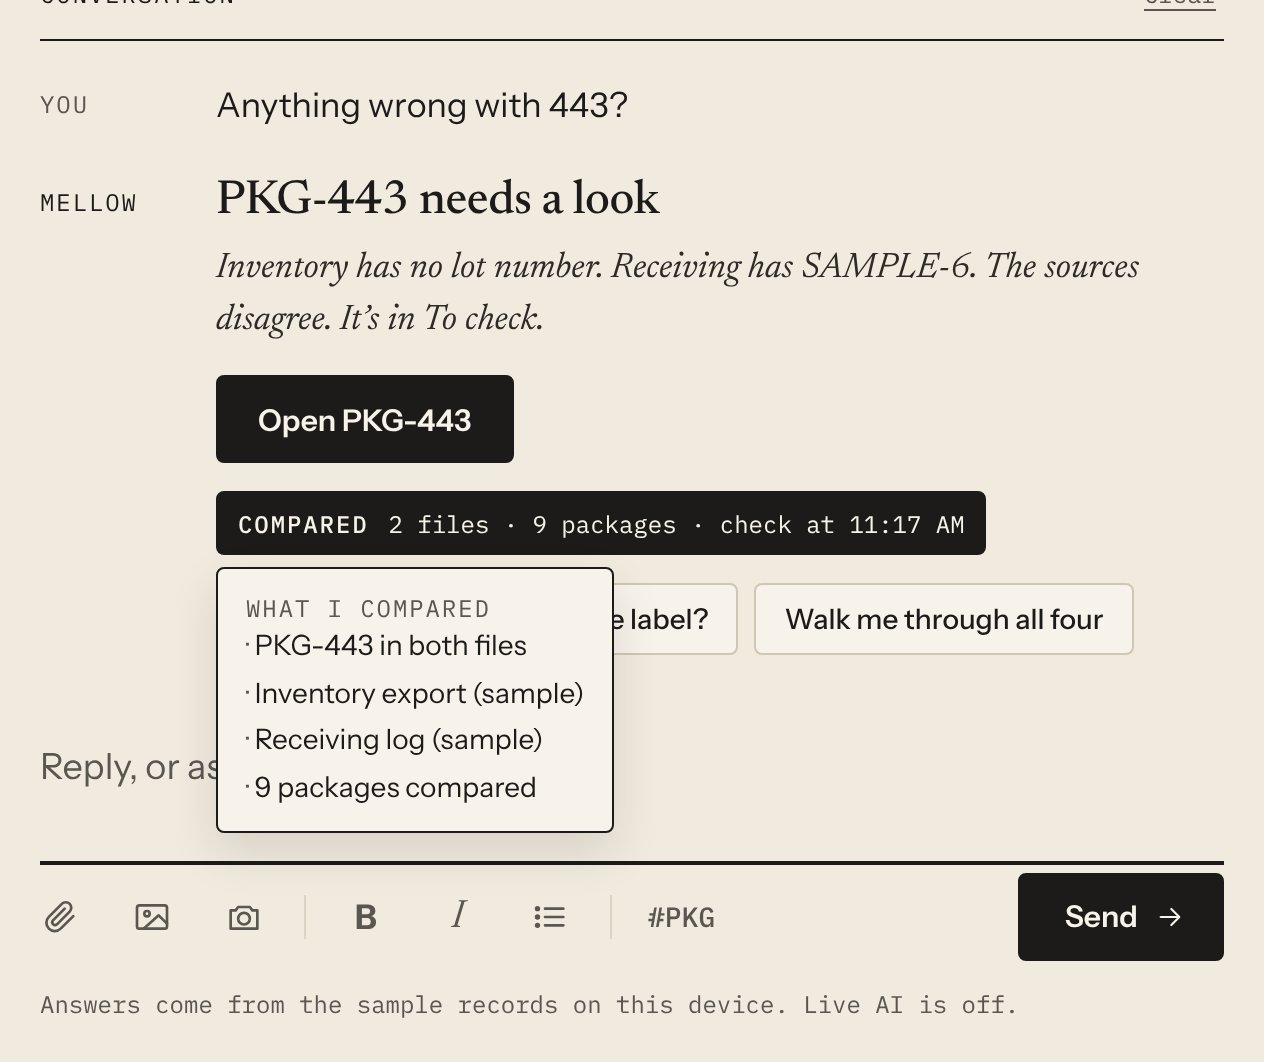 CONVERSATION
Clear
YOU
Anything wrong with 443?
MELLOW
PKG-443 needs a look
Inventory has no lot number. Receiving has SAMPLE-6. The sources
disagree. It’s in To check.
Open PKG-443
COMPARED 2 files · 9 packages · check at 11:17 AM
WHAT I COMPARED
· PKG-443 in both files
· Inventory export (sample)
· Receiving log (sample)
· 9 packages compared
label?
Walk me through all four
Reply, or
B
I
#PKG
Send →
Answers come from the sample records on this device. Live AI is off.